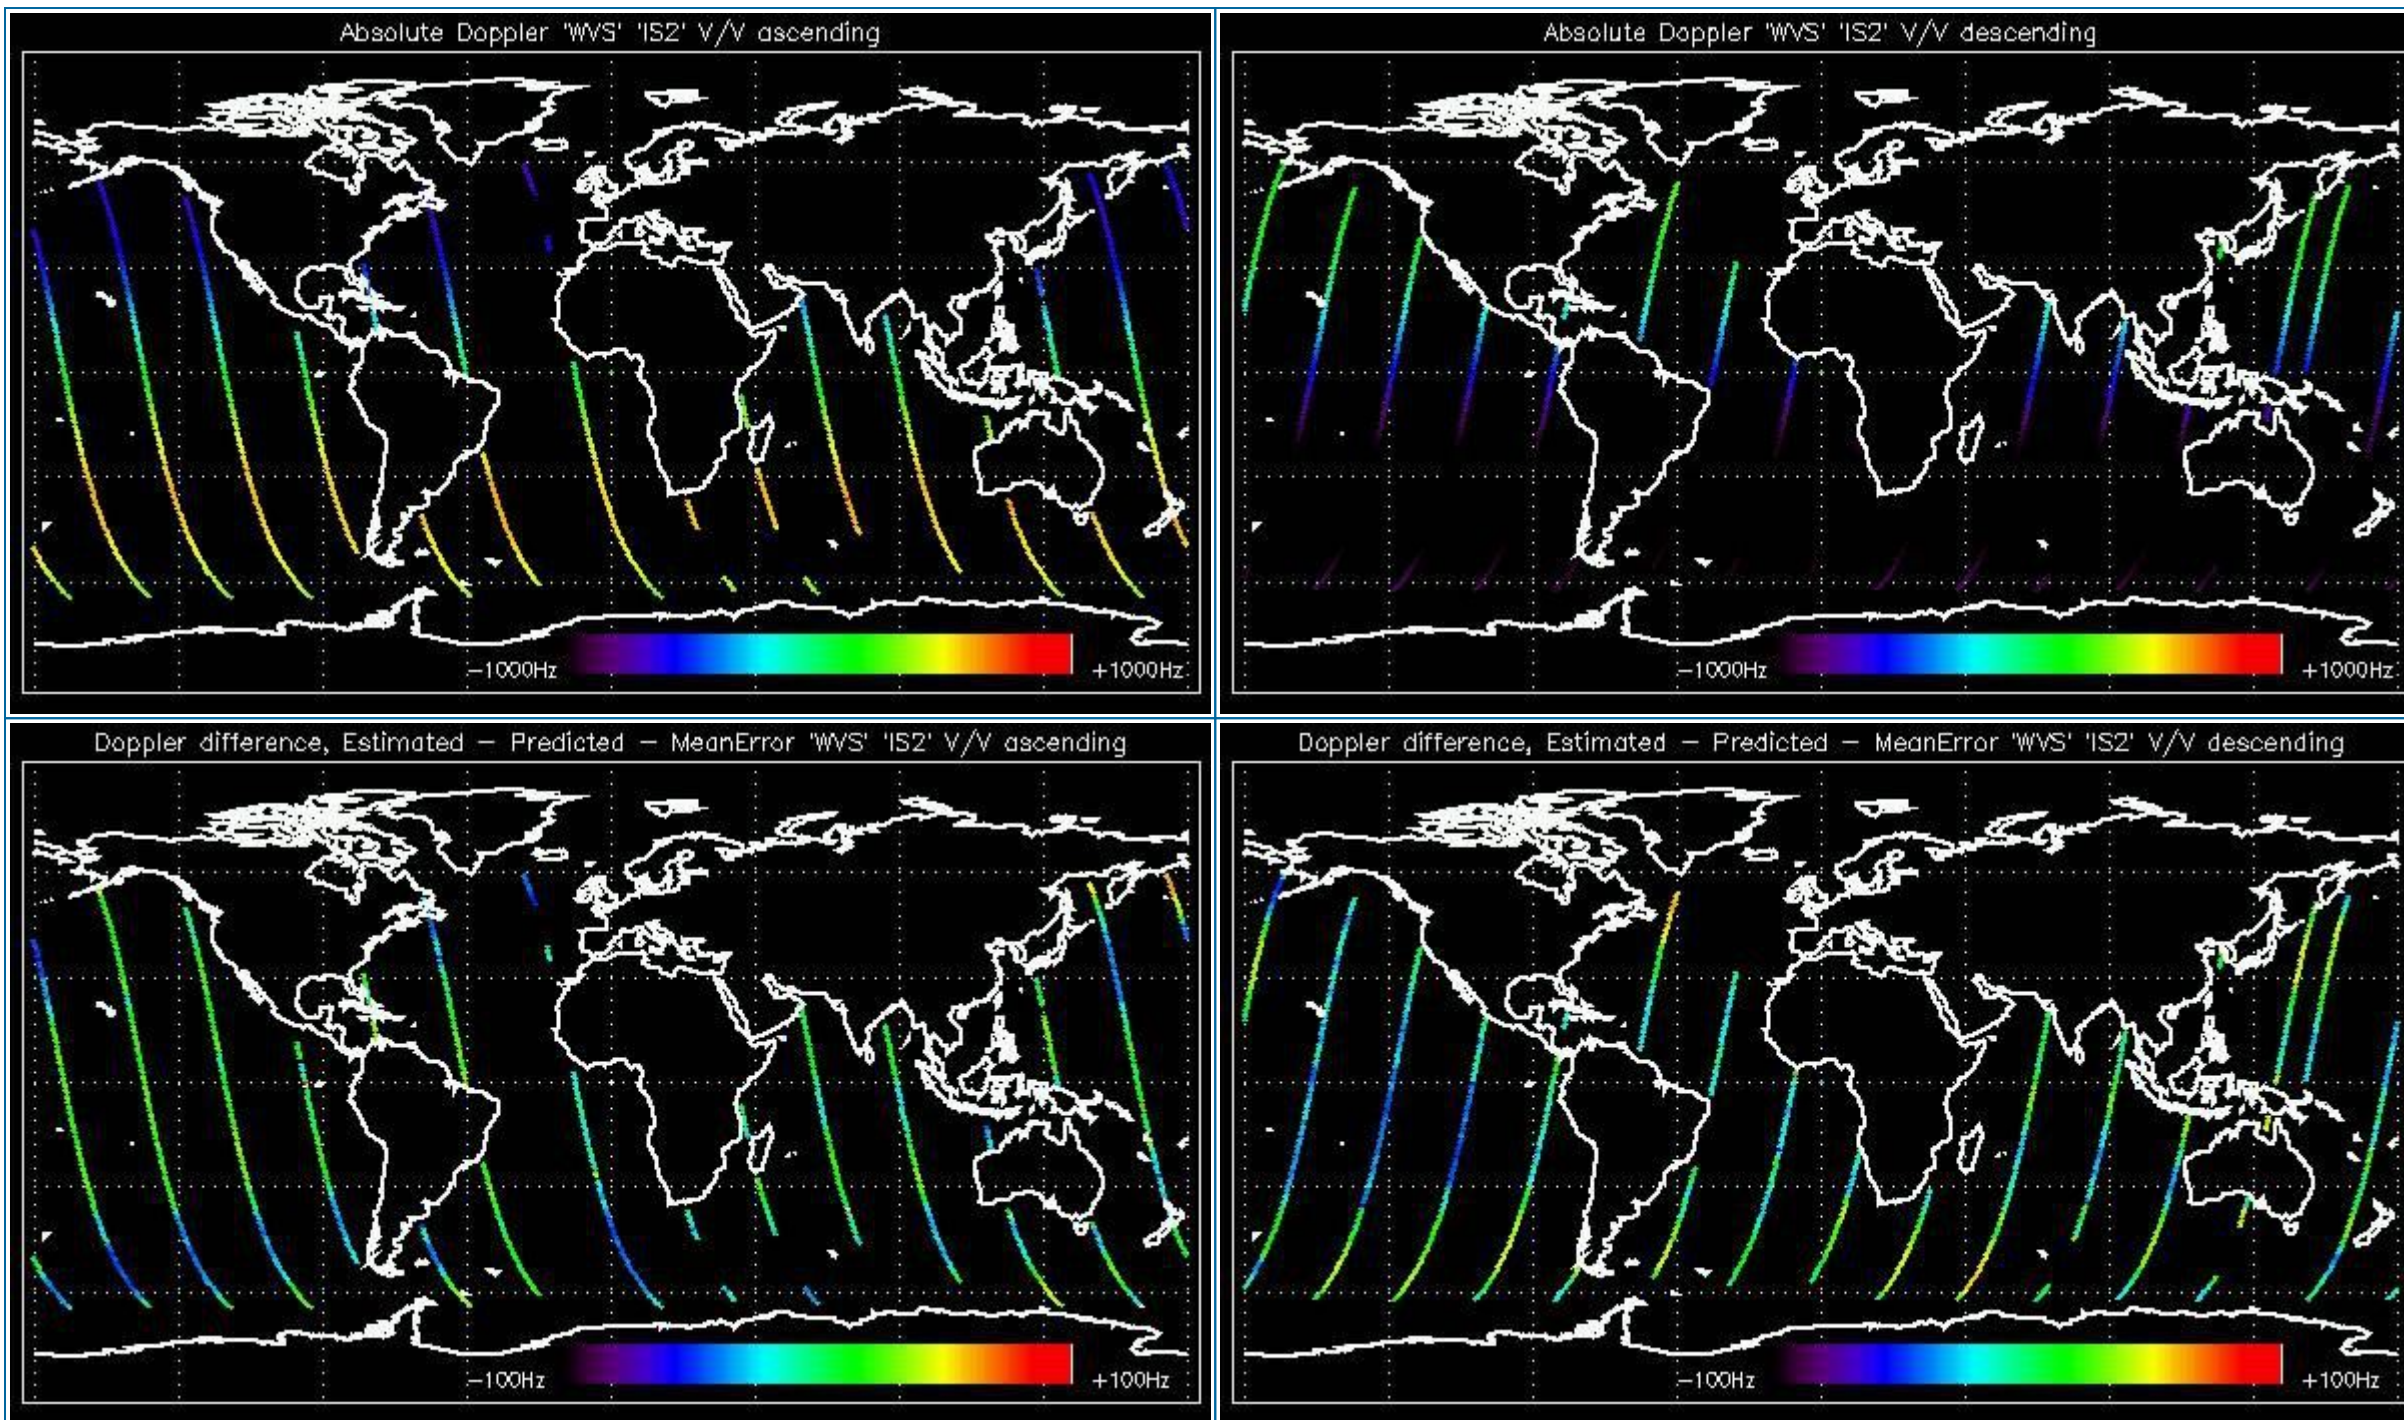 Absolute Doppler 'WVS' 'IS2' V/V ascending
-1000Hz
+1000Hz
Absolute Doppler 'WVS' 'IS2' V/V descending
-1000Hz
+1000Hz
Doppler difference, Estimated - Predicted - MeanError 'WVS' 'IS2' V/V ascending
-100Hz
+100Hz
Doppler difference, Estimated - Predicted - MeanError 'WVS' 'IS2' V/V descending
-100Hz
+100Hz